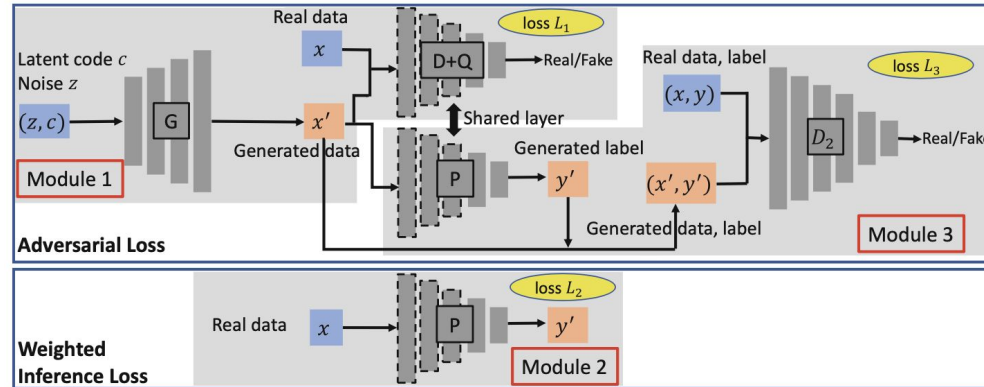 Real data
x
D+Q
loss L₁
Real/Fake
Latent code c
Noise z
(z, c)
G
x′
Generated data
Module 1
Shared layer
P
Generated label
y′
Real data, label
(x, y)
loss L₃
D₂
Real/Fake
(x′, y′)
Generated data, label
Module 3
Adversarial Loss
Real data
x
P
loss L₂
y′
Module 2
Weighted
Inference Loss